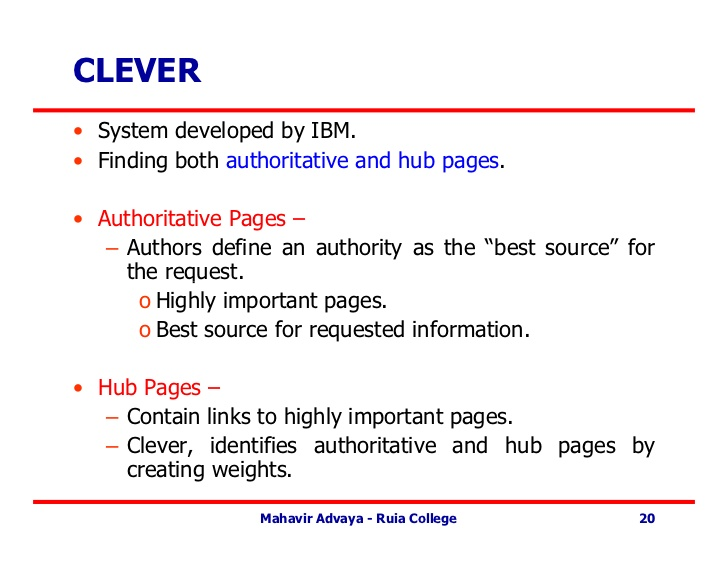 CLEVER
• System developed by IBM.
• Finding both authoritative and hub pages.
• Authoritative Pages –
– Authors define an authority as the “best source” for
the request.
o Highly important pages.
o Best source for requested information.
• Hub Pages –
– Contain links to highly important pages.
– Clever, identifies authoritative and hub pages by
creating weights.
Mahavir Advaya - Ruia College 20